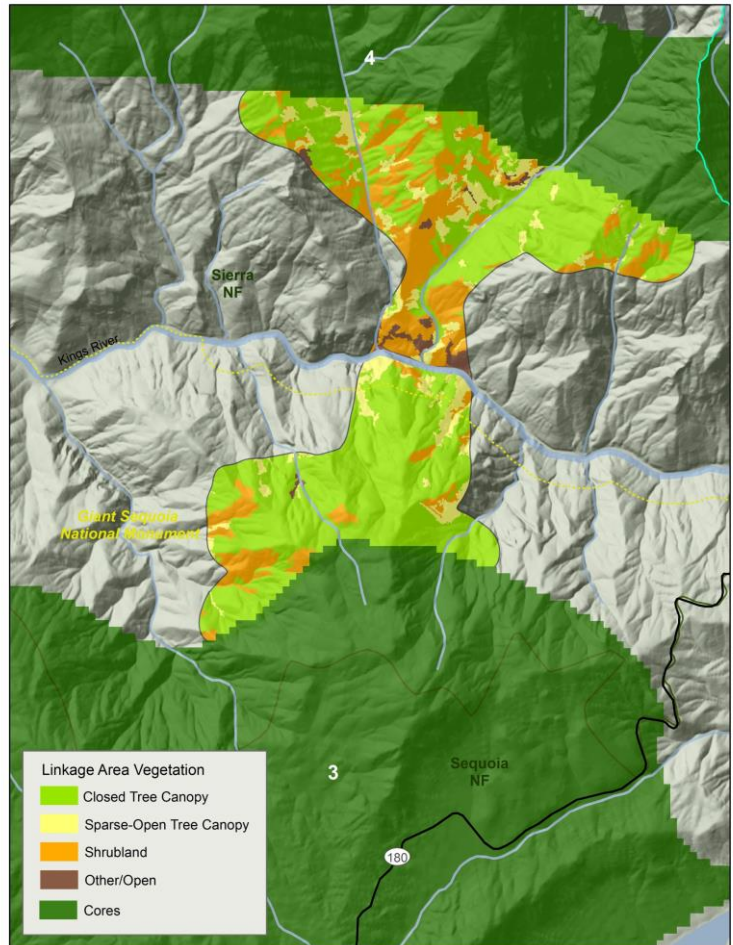 4
Sierra
NF
Kings River
Giant Sequoia
National Monument
3
Sequoia
NF
180
Linkage Area Vegetation
Closed Tree Canopy
Sparse-Open Tree Canopy
Shrubland
Other/Open
Cores